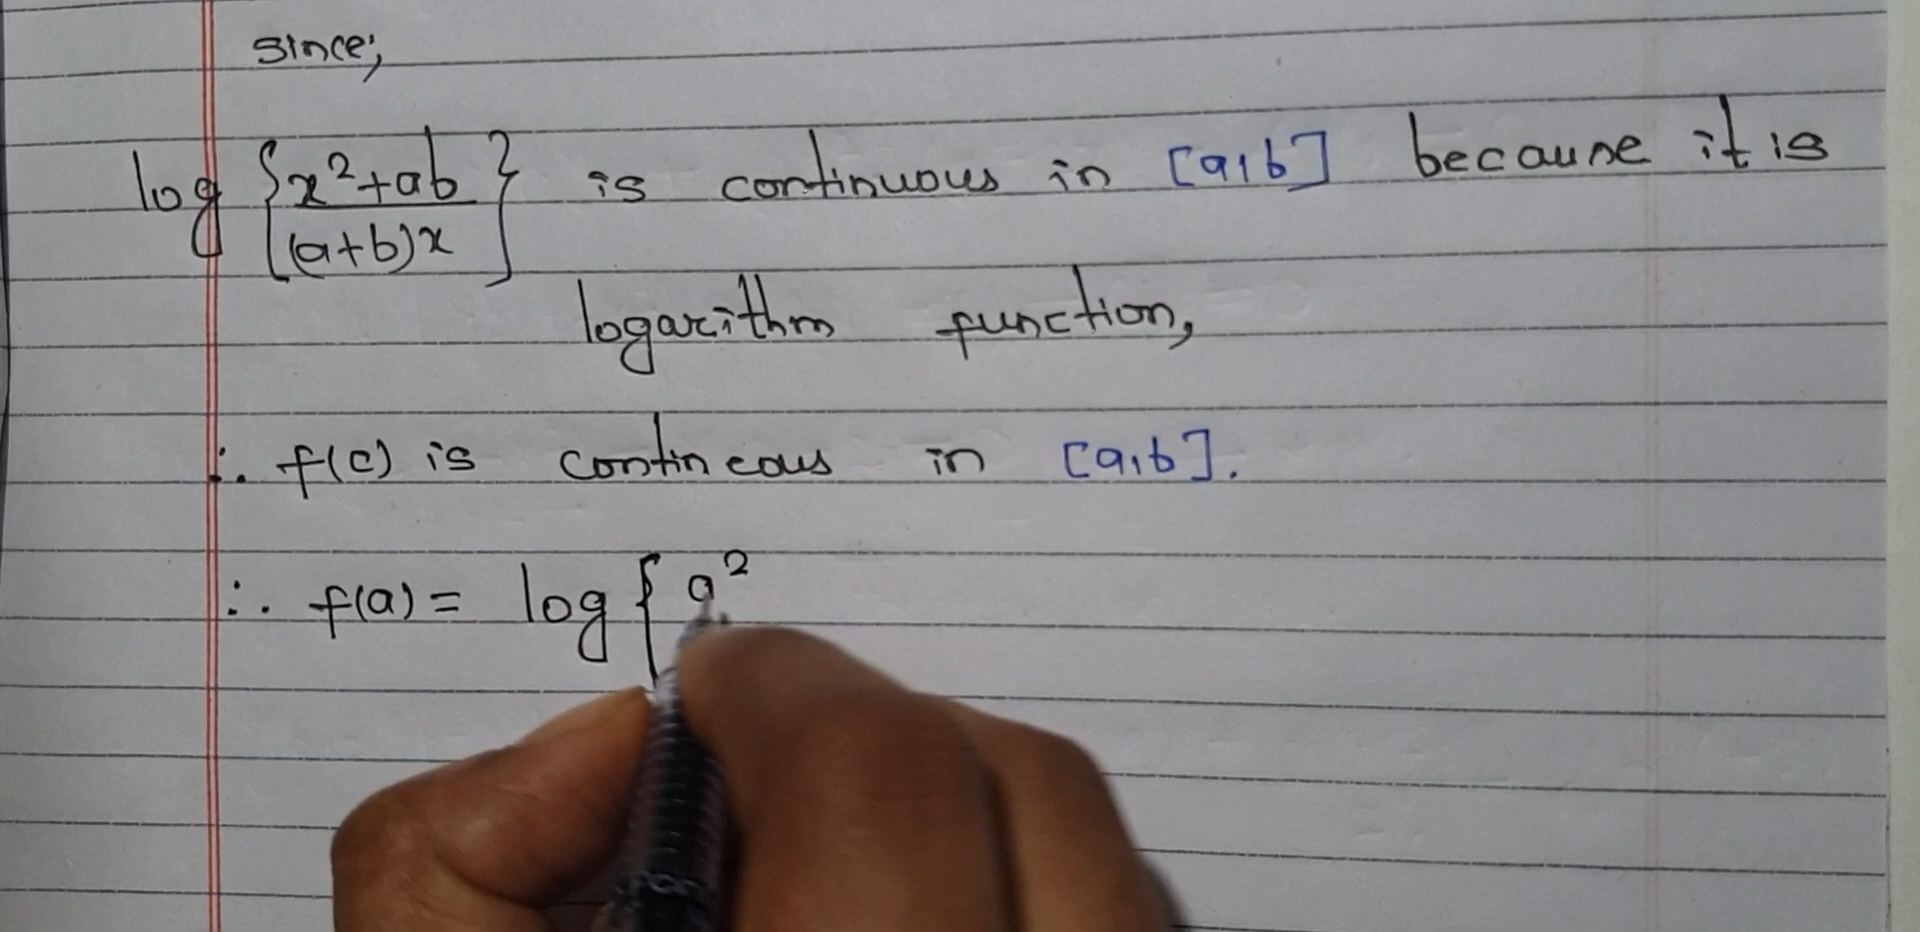 since;
log {x²+ab/(a+b)x} is continuous in [a,b] because it is
logarithm function,
∴ f(c) is contineous in [a,b].
∴ f(a) = log { a²